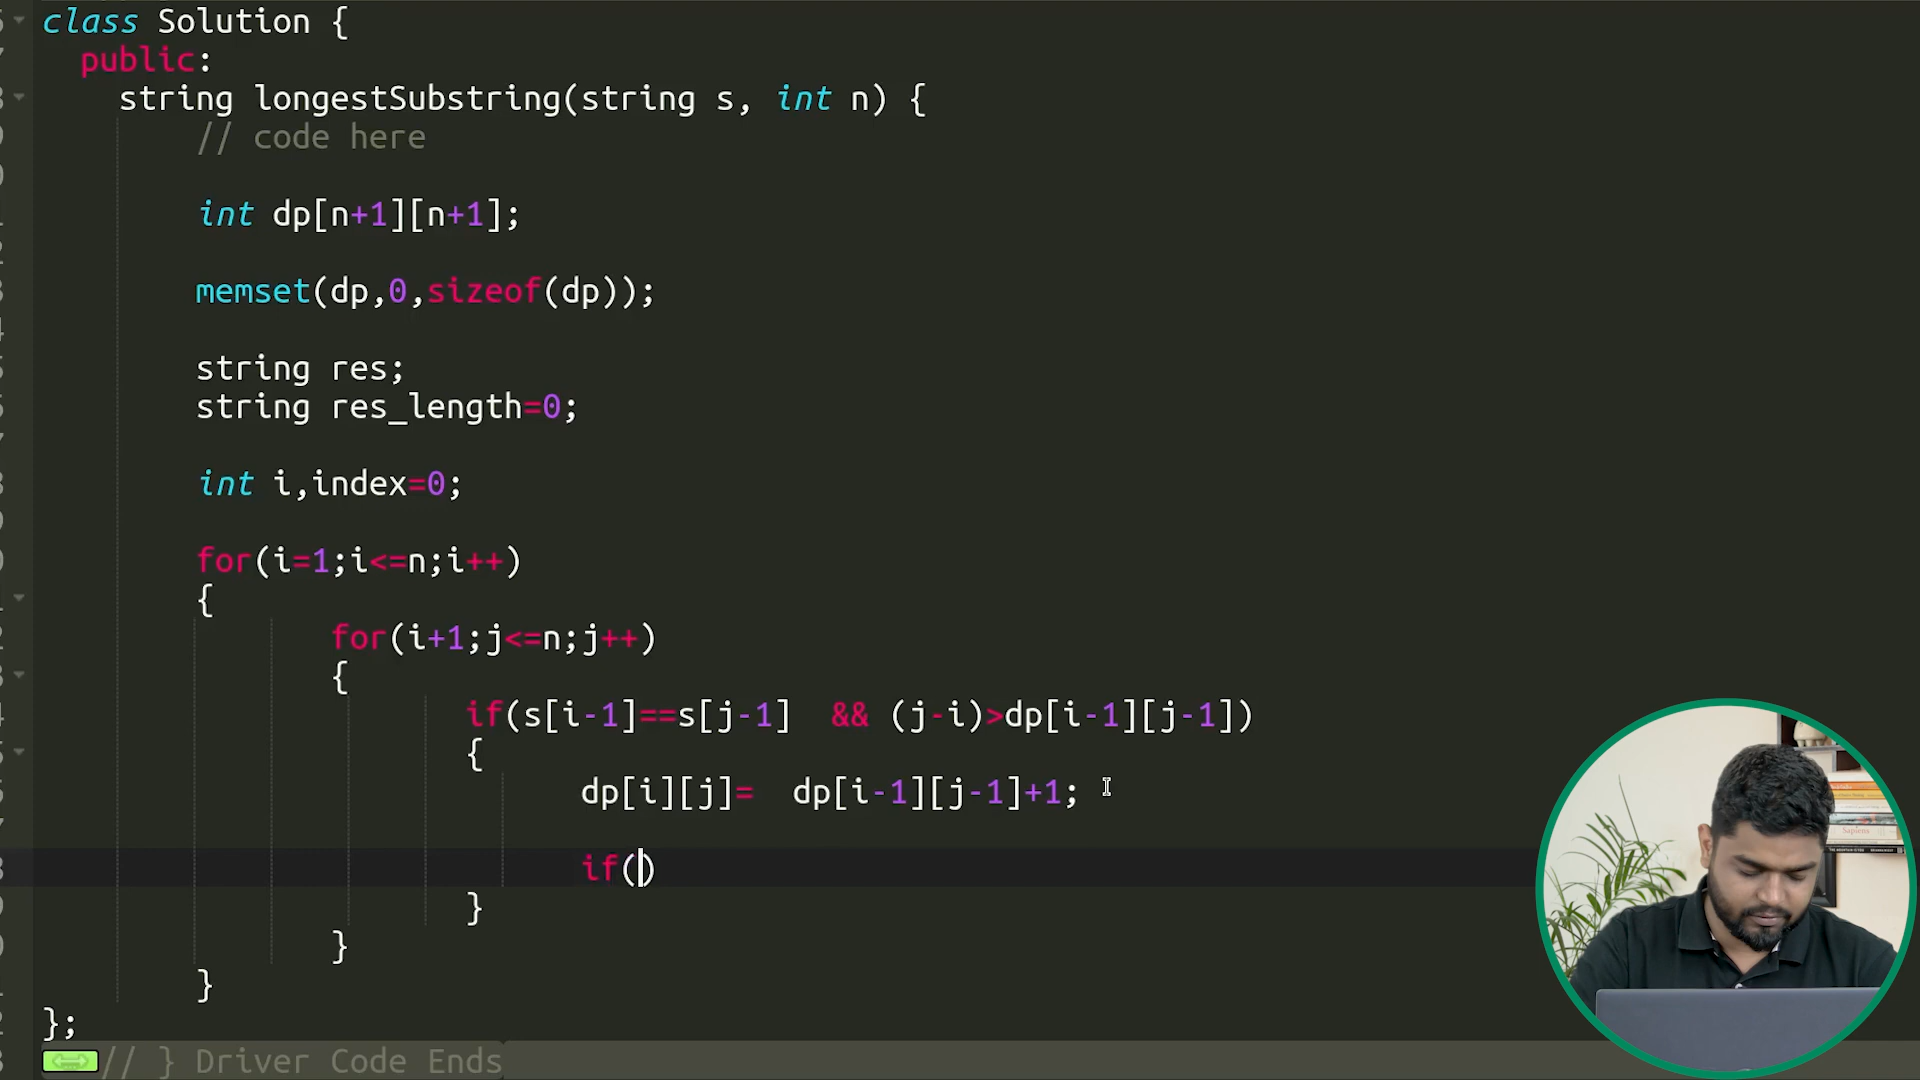 class Solution {
public:
string longestSubstring(string s, int n) {
// code here
int dp[n+1][n+1];
memset(dp,0,sizeof(dp));
string res;
string res_length=0;
int i,index=0;
for(i=1;i<=n;i++)
{
for(i+1;j<=n;j++)
{
if(s[i-1]==s[j-1]  && (j-i)>dp[i-1][j-1])
{
dp[i][j]=  dp[i-1][j-1]+1;
if()
}
}
}
};
// } Driver Code Ends
Sapiens